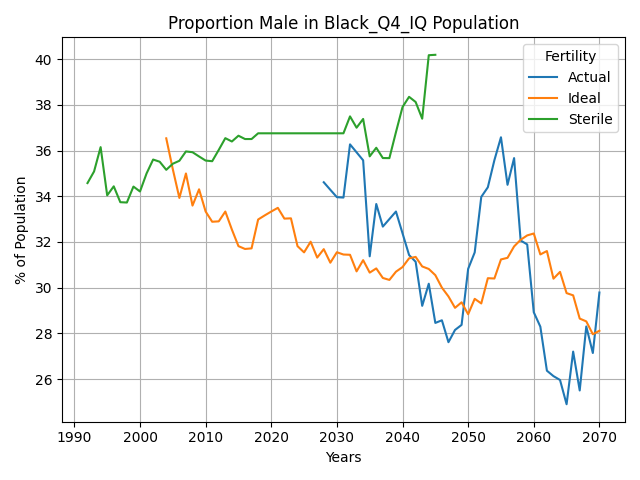 Proportion Male in Black_Q4_IQ Population
Fertility
Actual
Ideal
Sterile
% of Population
40
38
36
34
32
30
28
26
1990
2000
2010
2020
2030
2040
2050
2060
2070
Years